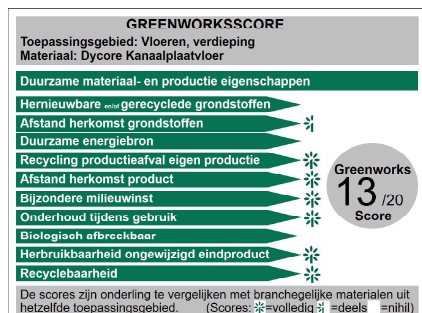 GREENWORKSSCORE
Toepassingsgebied: Vloeren, verdieping
Materiaal: Dycore Kanaalplaatvloer
Duurzame materiaal- en productie eigenschappen
Hernieuwbare en/of gerecyclede grondstoffen
Afstand herkomst grondstoffen
Duurzame energiebron
Recycling productieafval eigen productie
Afstand herkomst product
Bijzondere milieuwinst
Onderhoud tijdens gebruik
Biologisch afbreekbaar
Herbruikbaarheid ongewijzigd eindproduct
Recyclebaarheid
Greenworks
13 /20
Score
De scores zijn onderling te vergelijken met branchegelijke materialen uit
hetzelfde toepassingsgebied. (Scores: =volledig =deels =nihil)